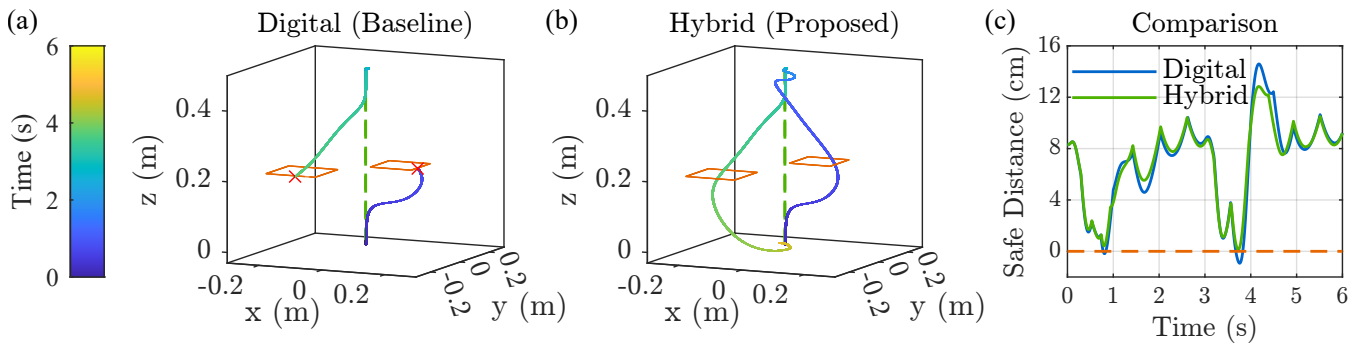 (a)
Time (s)
6
5
4
3
2
1
0
Digital (Baseline)
z (m)
0.4
0.2
0
-0.2
0
0.2
x (m)
-0.2
0
0.2
y (m)
(b)
Hybrid (Proposed)
z (m)
0.4
0.2
0
-0.2
0
0.2
x (m)
-0.2
0
0.2
y (m)
(c)
Comparison
Safe Distance (cm)
16
12
8
4
0
Digital
Hybrid
0 1 2 3 4 5 6
Time (s)